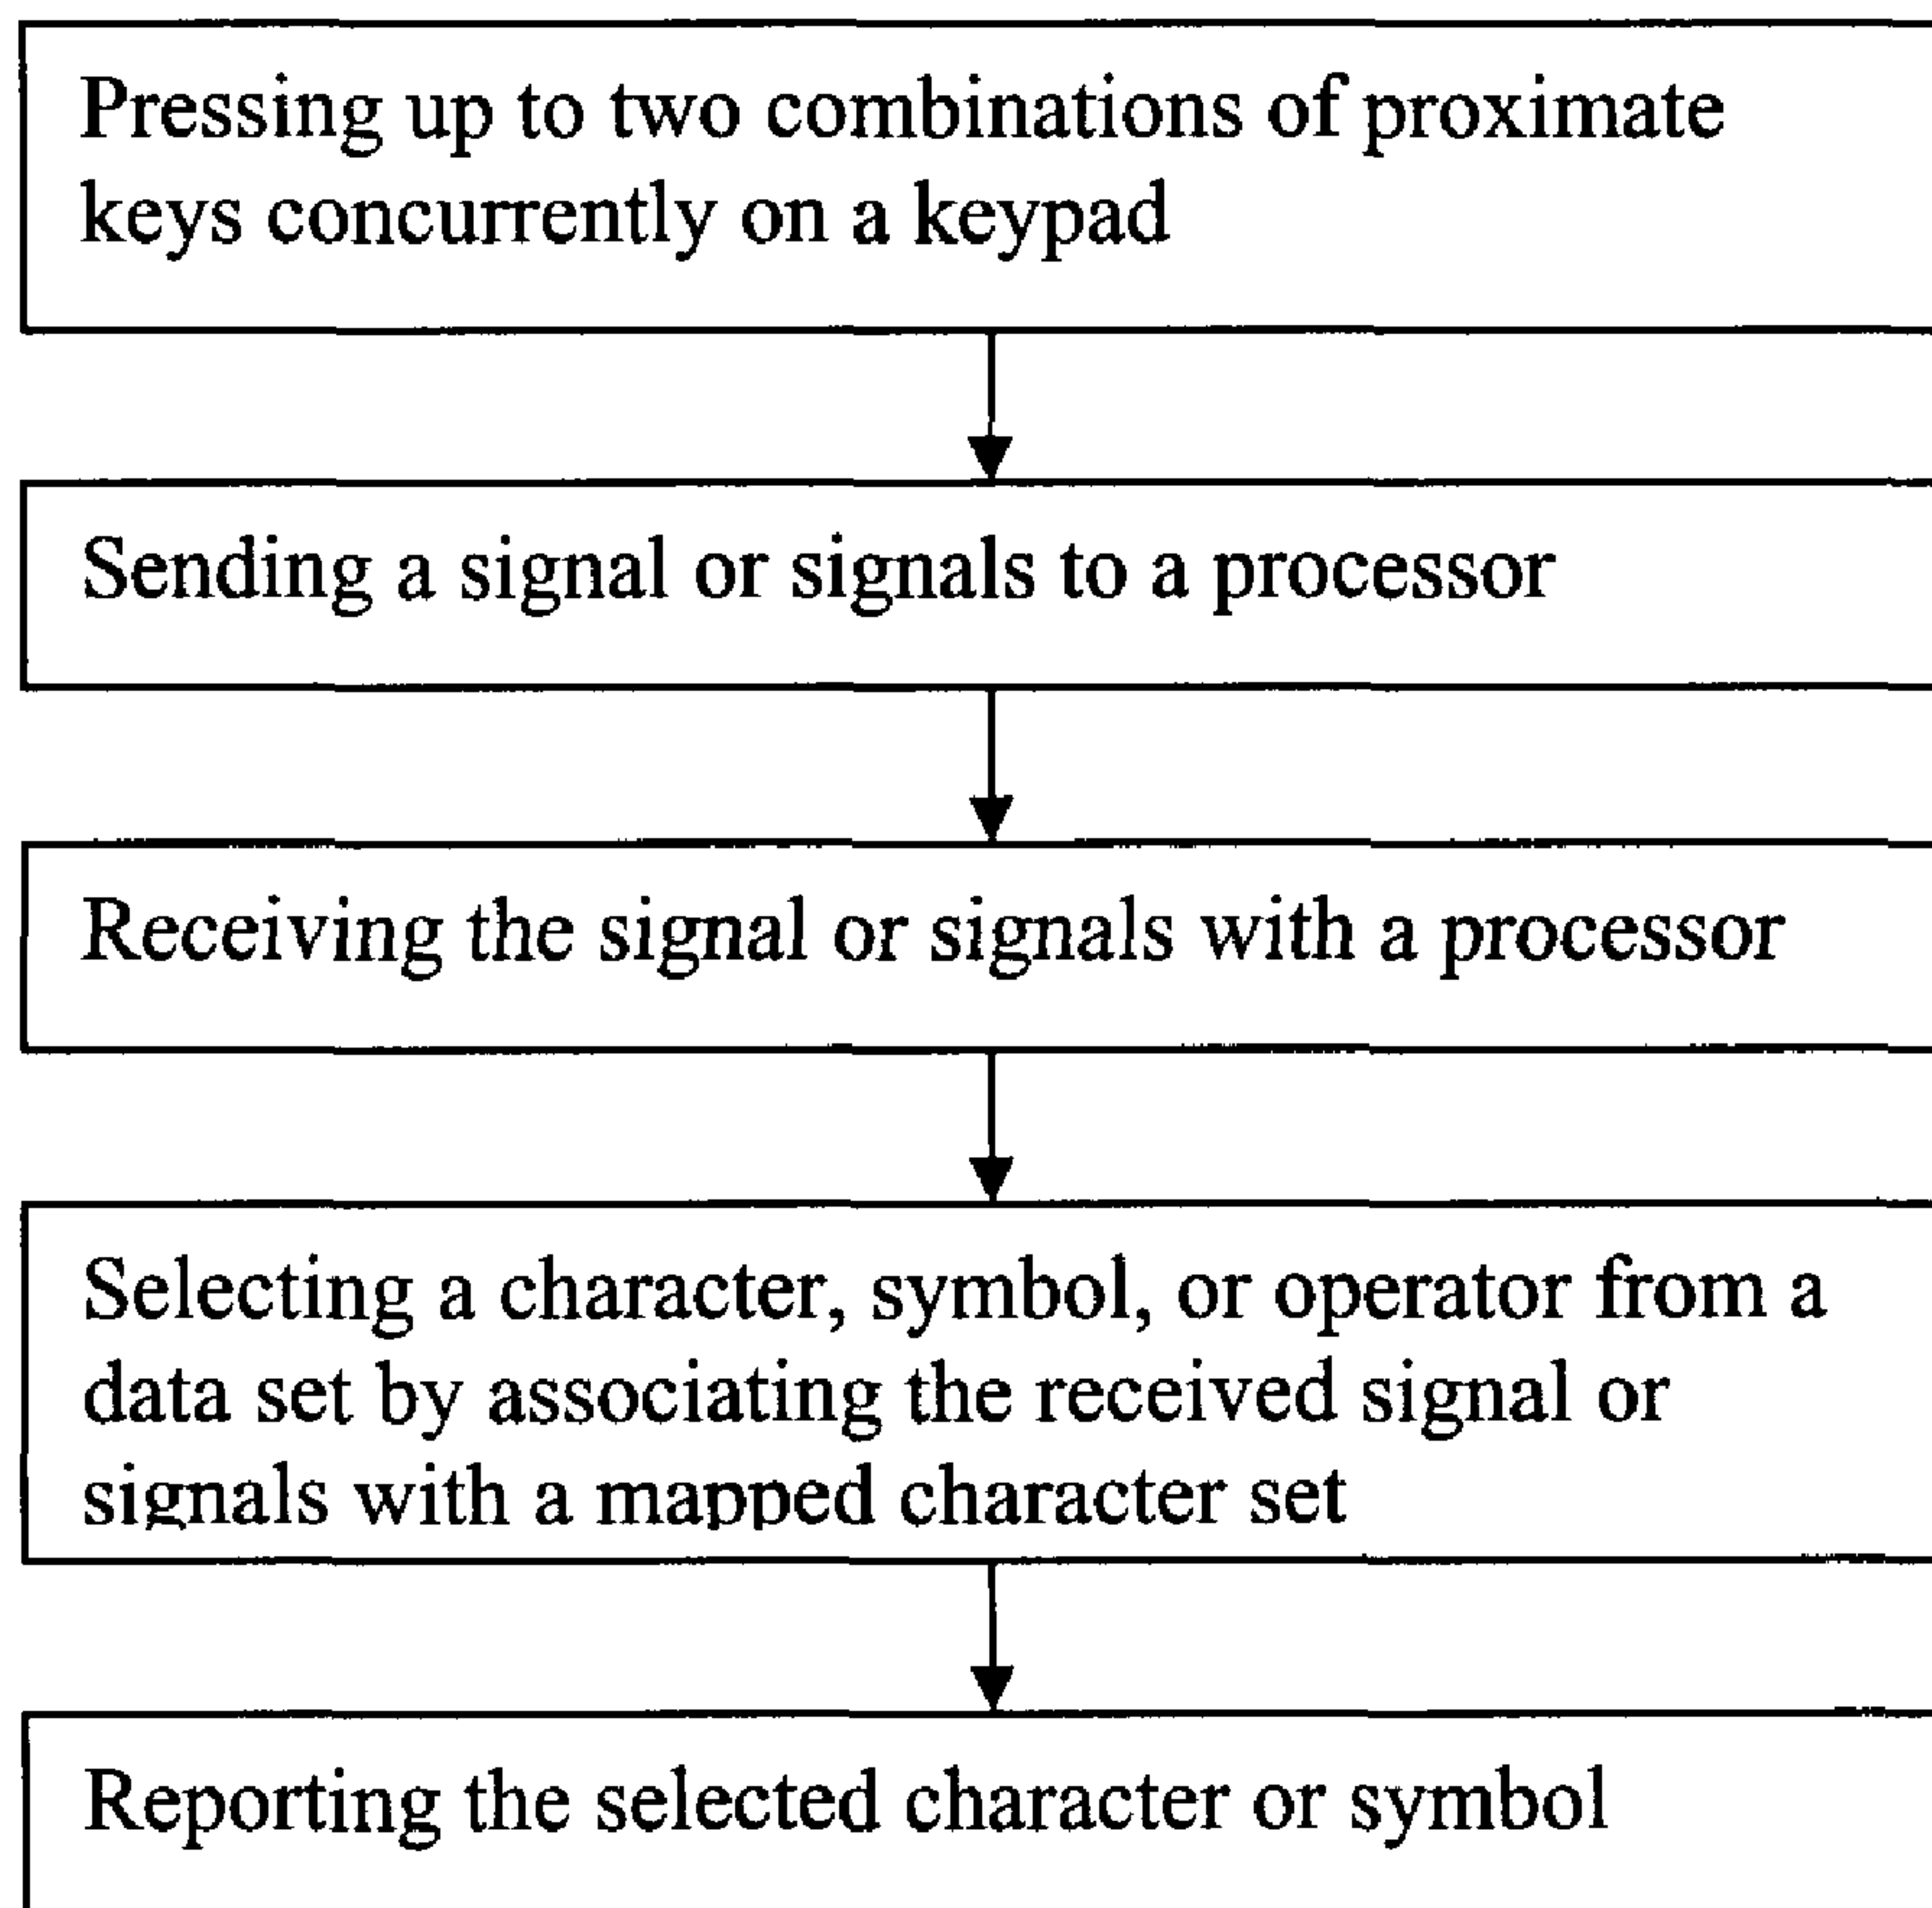 Pressing up to two combinations of proximate
keys concurrently on a keypad
Sending a signal or signals to a processor
Receiving the signal or signals with a processor
Selecting a character, symbol, or operator from a
data set by associating the received signal or
signals with a mapped character set
Reporting the selected character or symbol